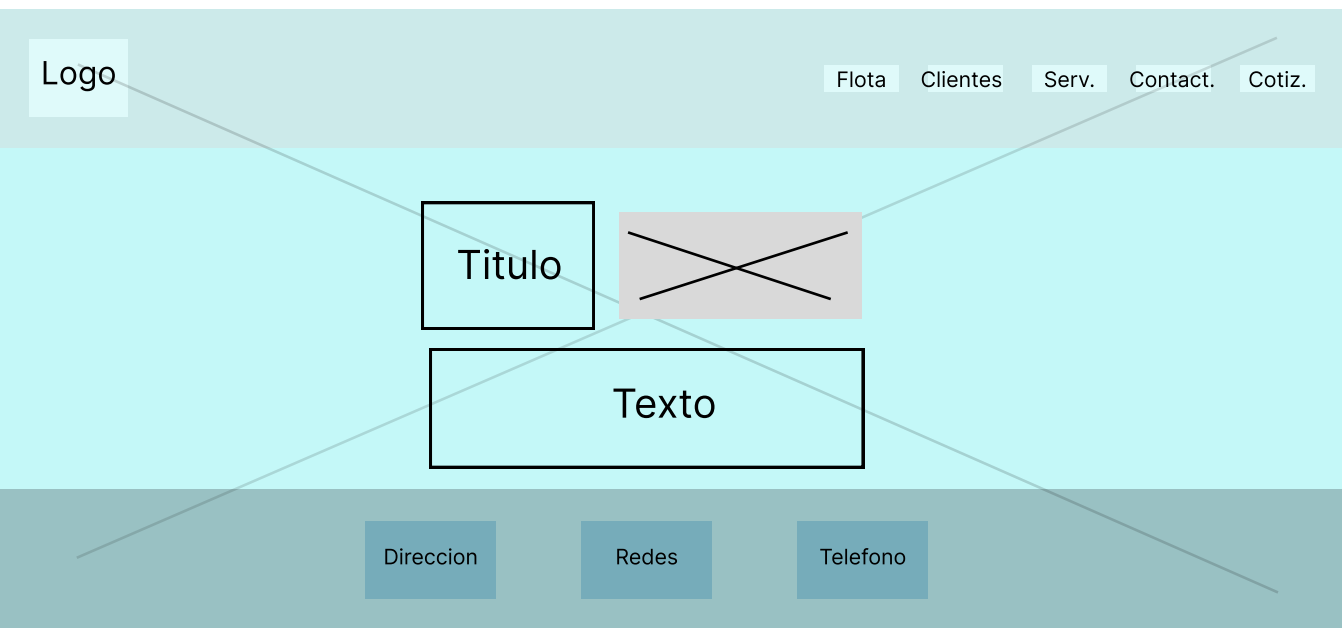 Logo
Flota
Clientes
Serv.
Contact.
Cotiz.
Titulo
Texto
Direccion
Redes
Telefono